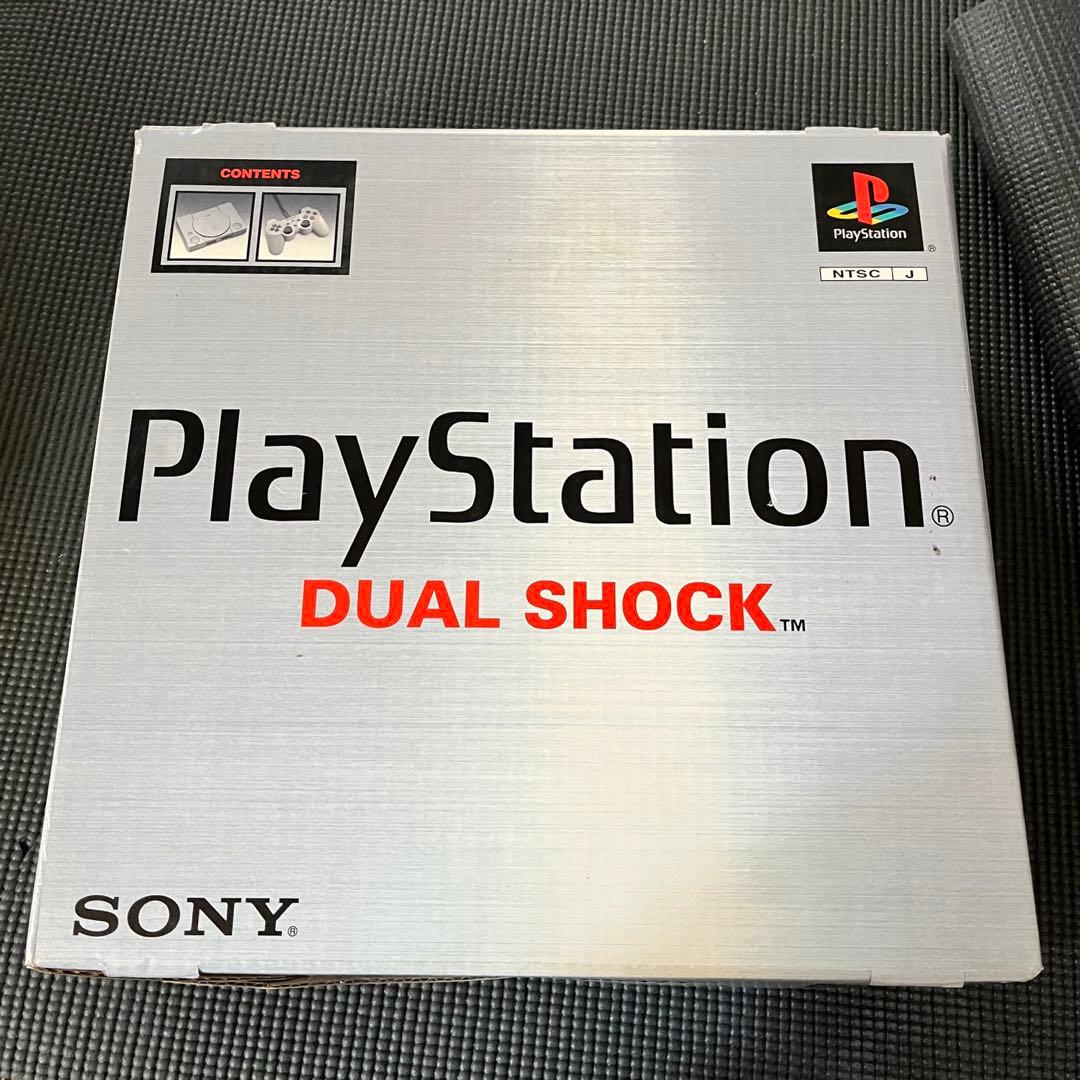 CONTENTS
PlayStation®
NTSC J
PlayStation®
DUAL SHOCK™
SONY®